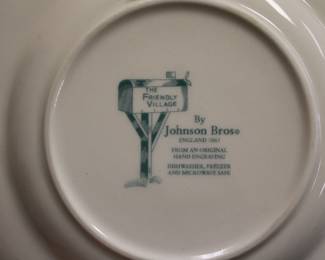 THE
FRIENDLY
VILLAGE
By
Johnson Bros®
ENGLAND 1883
FROM AN ORIGINAL
HAND ENGRAVING
DISHWASHER, FREEZER
AND MICROWAVE SAFE